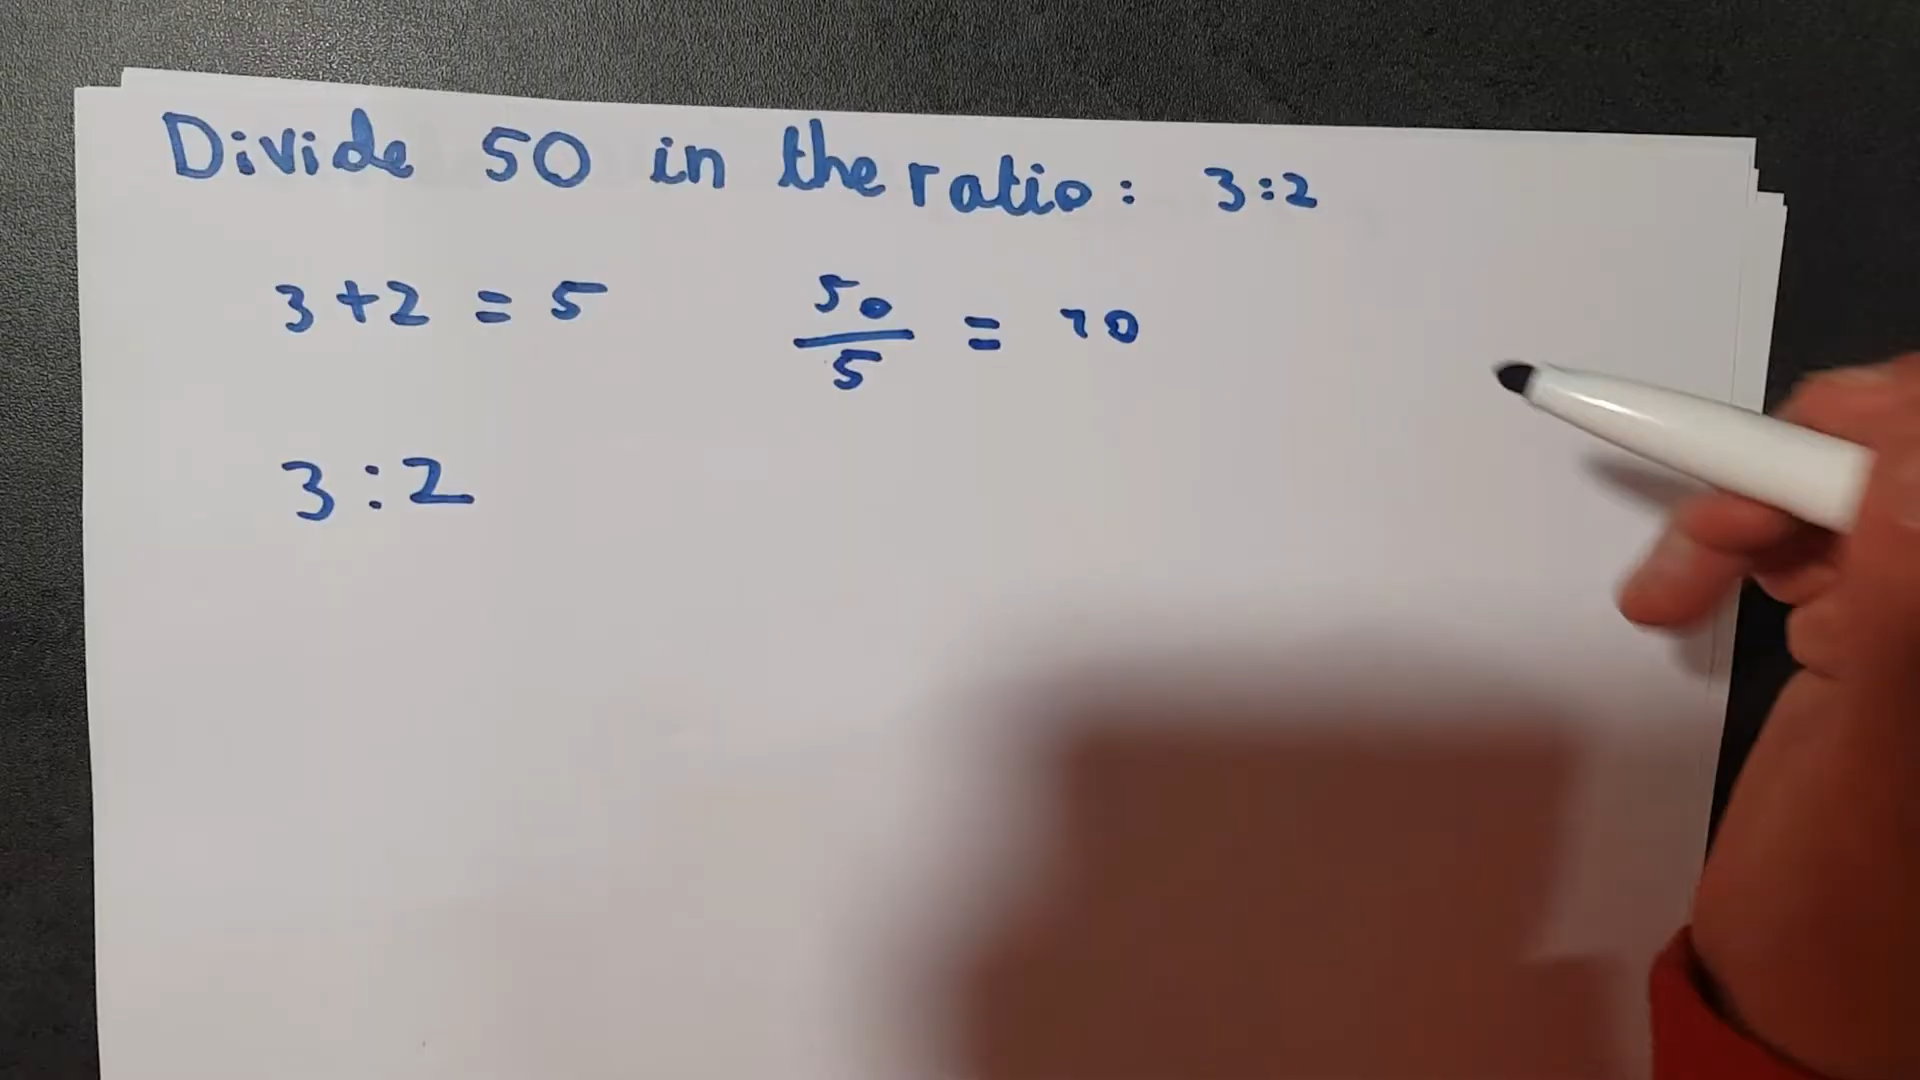 Divide 50 in the ratio: 3:2
3+2 = 5 50/5 = 10
3:2